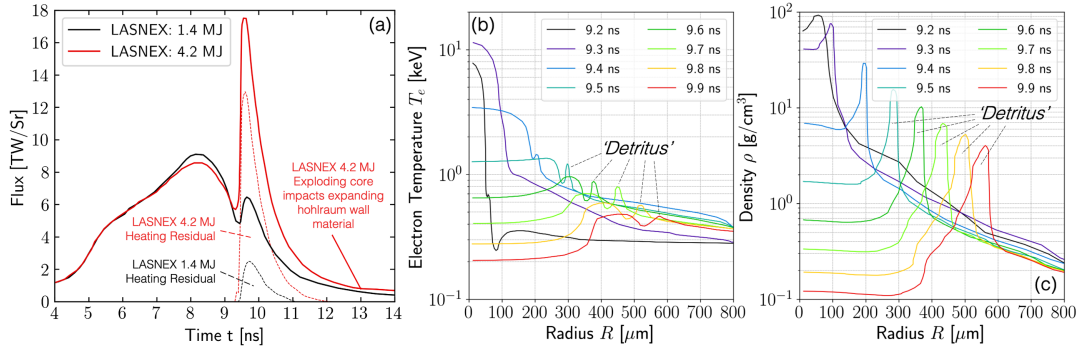 (a)
LASNEX: 1.4 MJ
LASNEX: 4.2 MJ
LASNEX 4.2 MJ
Exploding core
impacts expanding
hohlraum wall
material
LASNEX 4.2 MJ
Heating Residual
LASNEX 1.4 MJ
Heating Residual
Flux [TW/Sr]
18
16
14
12
10
8
6
4
2
0
4 5 6 7 8 9 10 11 12 13 14
Time t [ns]
(b)
9.2 ns 9.6 ns
9.3 ns 9.7 ns
9.4 ns 9.8 ns
9.5 ns 9.9 ns
'Detritus'
Electron Temperature T_e [keV]
10^1
10^0
10^{-1}
0 100 200 300 400 500 600 700 800
Radius R [μm]
9.2 ns 9.6 ns
9.3 ns 9.7 ns
9.4 ns 9.8 ns
9.5 ns 9.9 ns
'Detritus'
(c)
Density ρ [g/cm^3]
10^2
10^1
10^0
10^{-1}
0 100 200 300 400 500 600 700 800
Radius R [μm]